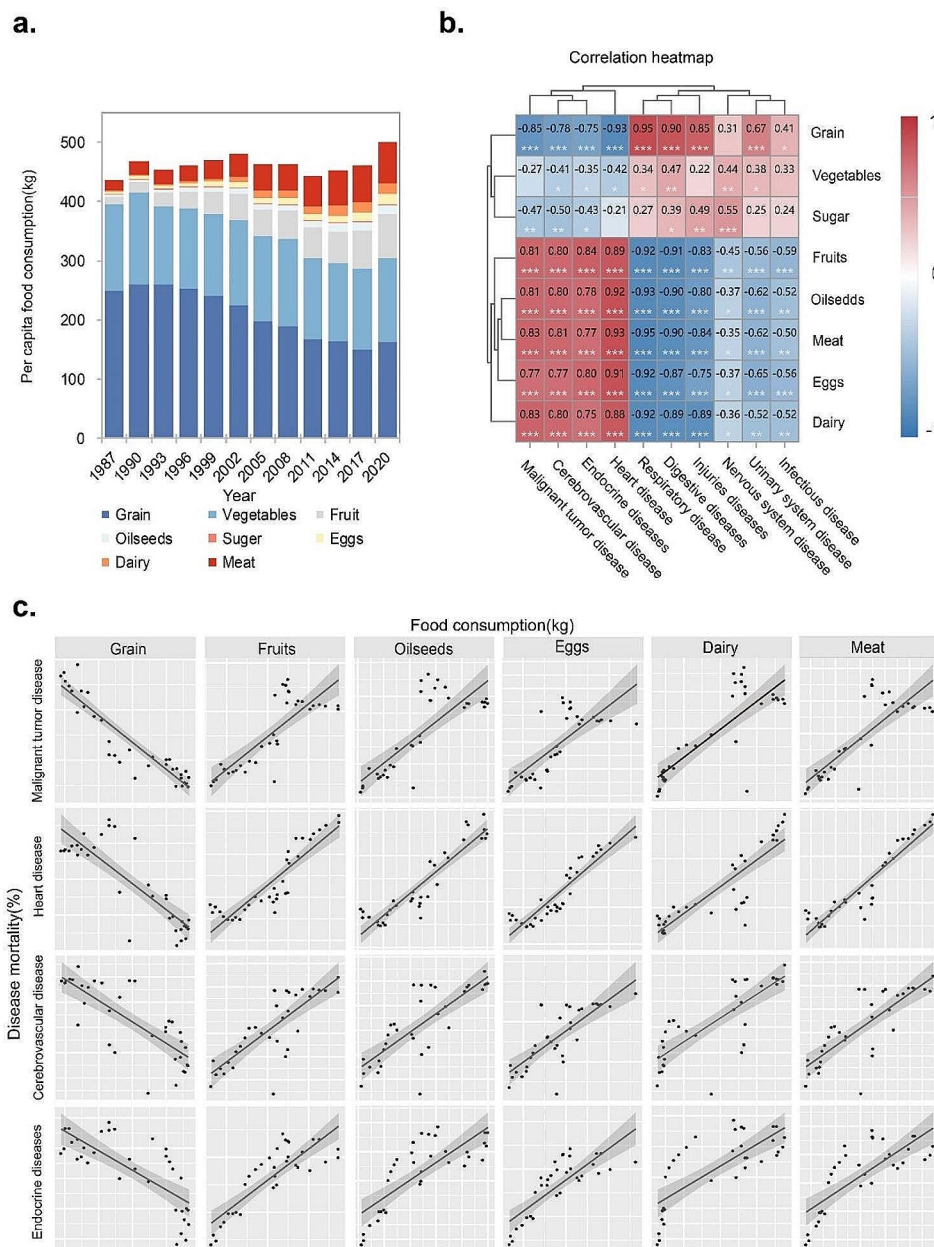 a.
Per capita food consumption(kg)
500
400
300
200
100
0
1987 1990 1993 1996 1999 2002 2005 2008 2011 2014 2017 2020
Year
Grain Vegetables Fruit
Oilseeds Suger Eggs
Dairy Meat
b.
Correlation heatmap
-0.85 -0.78 -0.75 -0.93 0.95 0.90 0.85 0.31 0.67 0.41 Grain
*** *** *** *** *** *** *** *** *
-0.27 -0.41 -0.35 -0.42 0.34 0.47 0.22 0.44 0.38 0.33 Vegetables
* * * * ** ** *
-0.47 -0.50 -0.43 -0.21 0.27 0.39 0.49 0.55 0.25 0.24 Sugar
** ** * * ** ***
0.81 0.80 0.84 0.89 -0.92 -0.91 -0.83 -0.45 -0.56 -0.59 Fruits
*** *** *** *** *** *** *** ** *** ***
0.81 0.80 0.78 0.92 -0.93 -0.90 -0.80 -0.37 -0.62 -0.52 Oilsedds
*** *** *** *** *** *** *** * *** **
0.83 0.81 0.77 0.93 -0.95 -0.90 -0.84 -0.35 -0.62 -0.50 Meat
*** *** *** *** *** *** *** * *** **
0.77 0.77 0.80 0.91 -0.92 -0.87 -0.75 -0.37 -0.65 -0.56 Eggs
*** *** *** *** *** *** *** * *** ***
0.83 0.80 0.75 0.88 -0.92 -0.89 -0.89 -0.36 -0.52 -0.52 Dairy
*** *** *** *** *** *** *** * ** **
Malignant tumor disease
Cerebrovascular disease
Endocrine diseases
Heart disease
Respiratory disease
Digestive diseases
Injuries diseases
Nervous system disease
Urinary system disease
Infectious disease
c.
Food consumption(kg)
Grain Fruits Oilseeds Eggs Dairy Meat
Disease mortality(%)
Malignant tumor disease
Heart disease
Cerebrovascular disease
Endocrine diseases